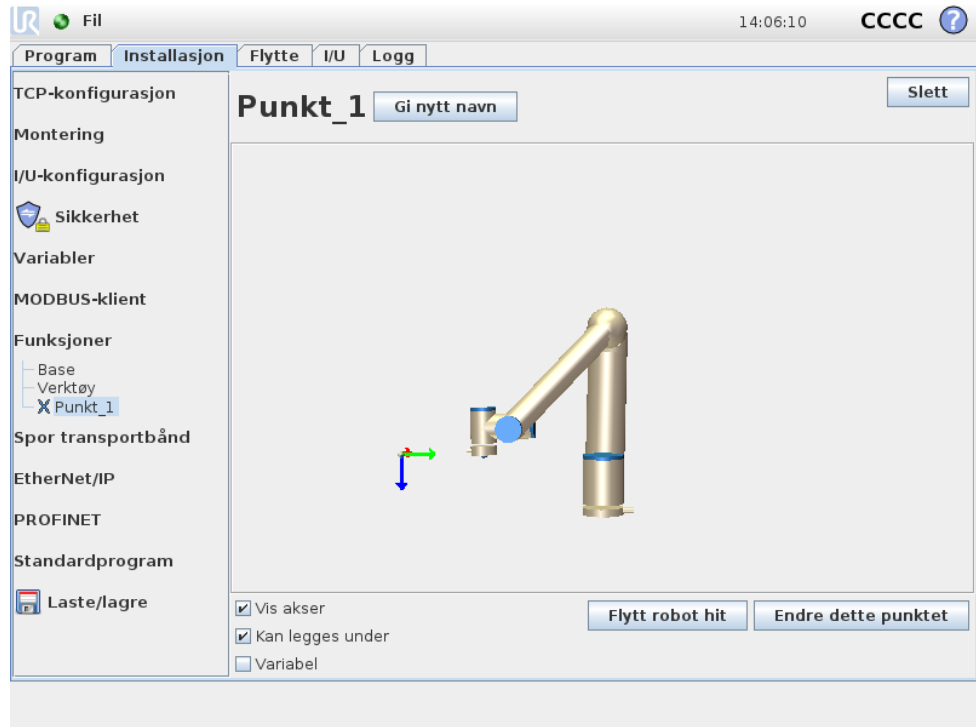 UR Fil 14:06:10 CCCC ?
Program Installasjon Flytte I/U Logg
TCP-konfigurasjon
Montering
I/U-konfigurasjon
Sikkerhet
Variabler
MODBUS-klient
Funksjoner
Base
Verktøy
Punkt_1
Spor transportbånd
EtherNet/IP
PROFINET
Standardprogram
Laste/lagre
Punkt_1 Gi nytt navn Slett
Vis akser
Kan legges under
Variabel
Flytt robot hit Endre dette punktet